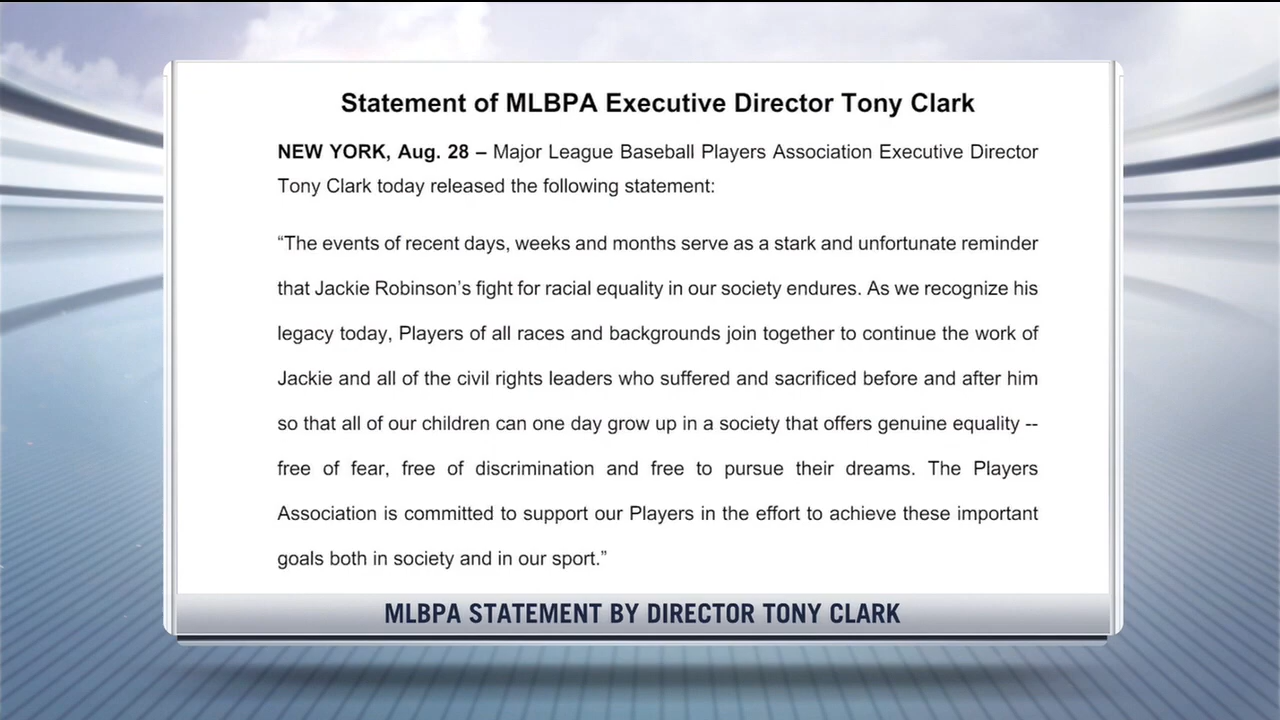 Statement of MLBPA Executive Director Tony Clark
NEW YORK, Aug. 28 – Major League Baseball Players Association Executive Director
Tony Clark today released the following statement:
“The events of recent days, weeks and months serve as a stark and unfortunate reminder
that Jackie Robinson’s fight for racial equality in our society endures. As we recognize his
legacy today, Players of all races and backgrounds join together to continue the work of
Jackie and all of the civil rights leaders who suffered and sacrificed before and after him
so that all of our children can one day grow up in a society that offers genuine equality --
free of fear, free of discrimination and free to pursue their dreams. The Players
Association is committed to support our Players in the effort to achieve these important
goals both in society and in our sport.”
MLBPA STATEMENT BY DIRECTOR TONY CLARK